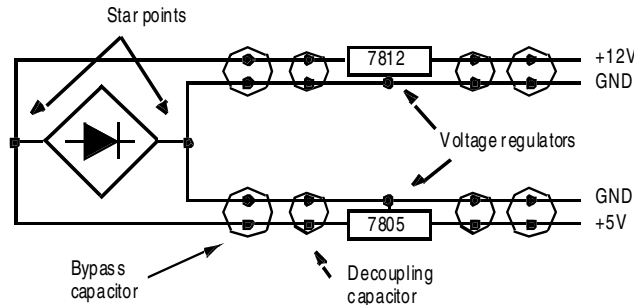 Star points
7812
+12V
GND
Voltage regulators
GND
7805
+5V
Bypass
capacitor
Decoupling
capacitor